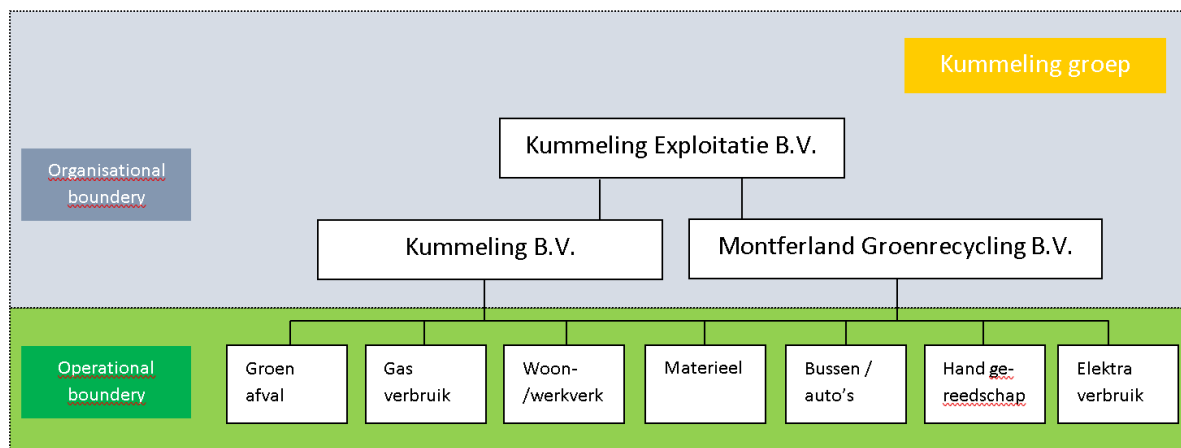 Kummeling groep
Kummeling Exploitatie B.V.
Organisational
boundery
Kummeling B.V.
Montferland Groenrecycling B.V.
Operational
boundery
Groen
afval
Gas
verbruik
Woon-
/werkverk
Materieel
Bussen /
auto's
Hand ge-
reedschap
Elektra
verbruik